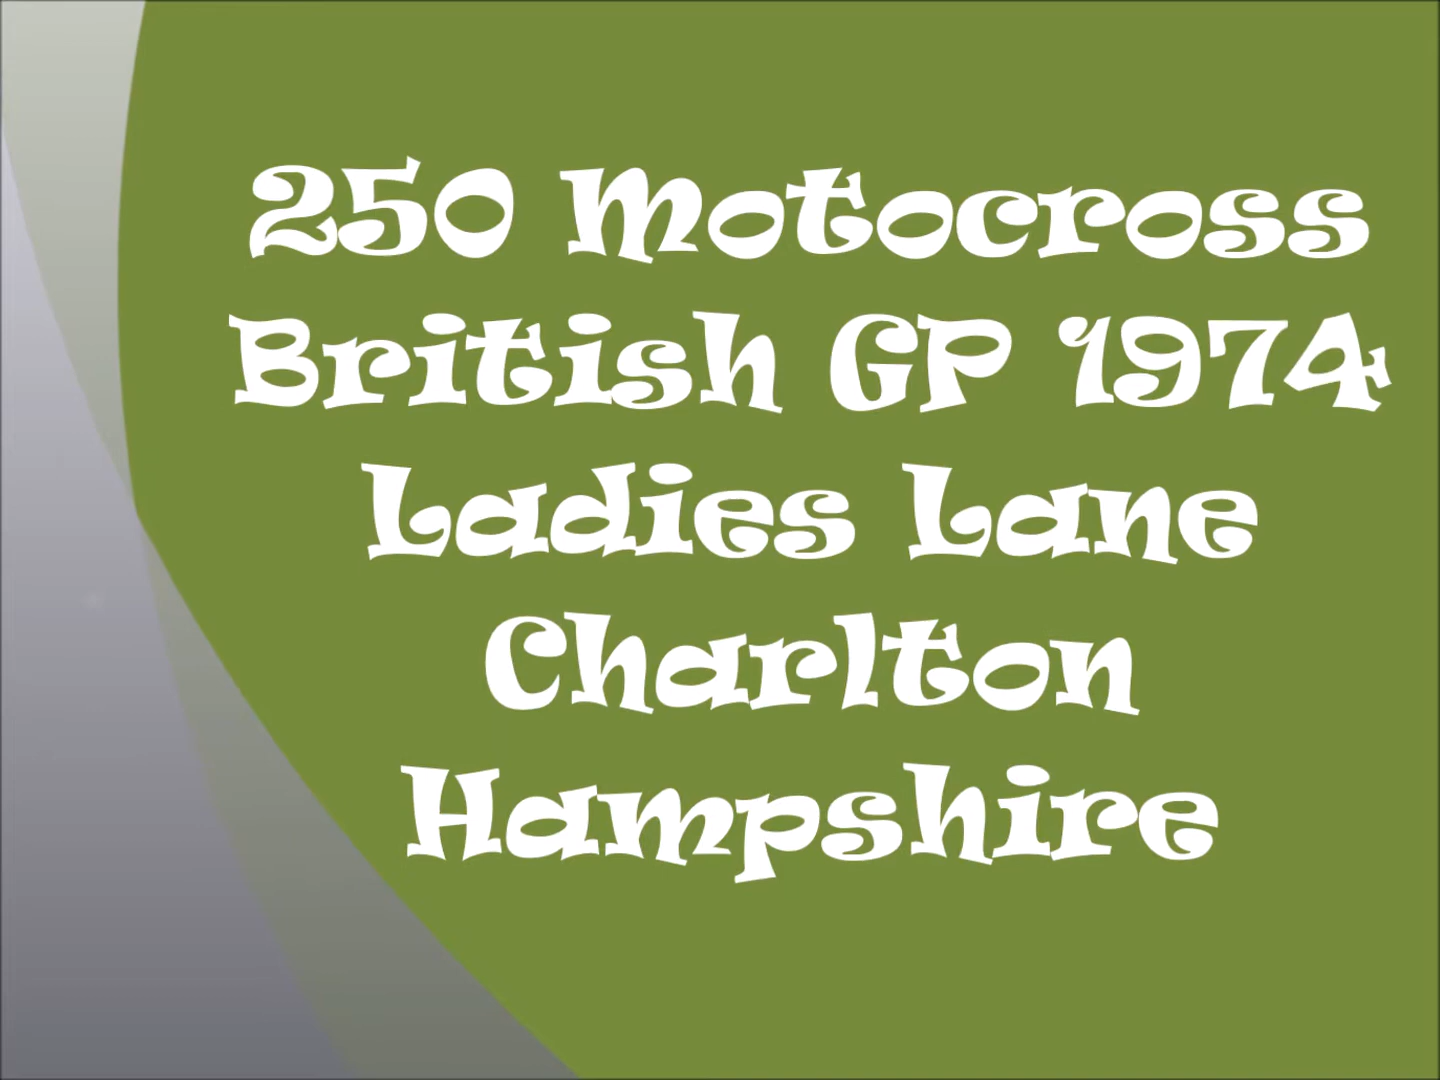 250 Motocross
British GP 1974
Ladies Lane
Charlton
Hampshire